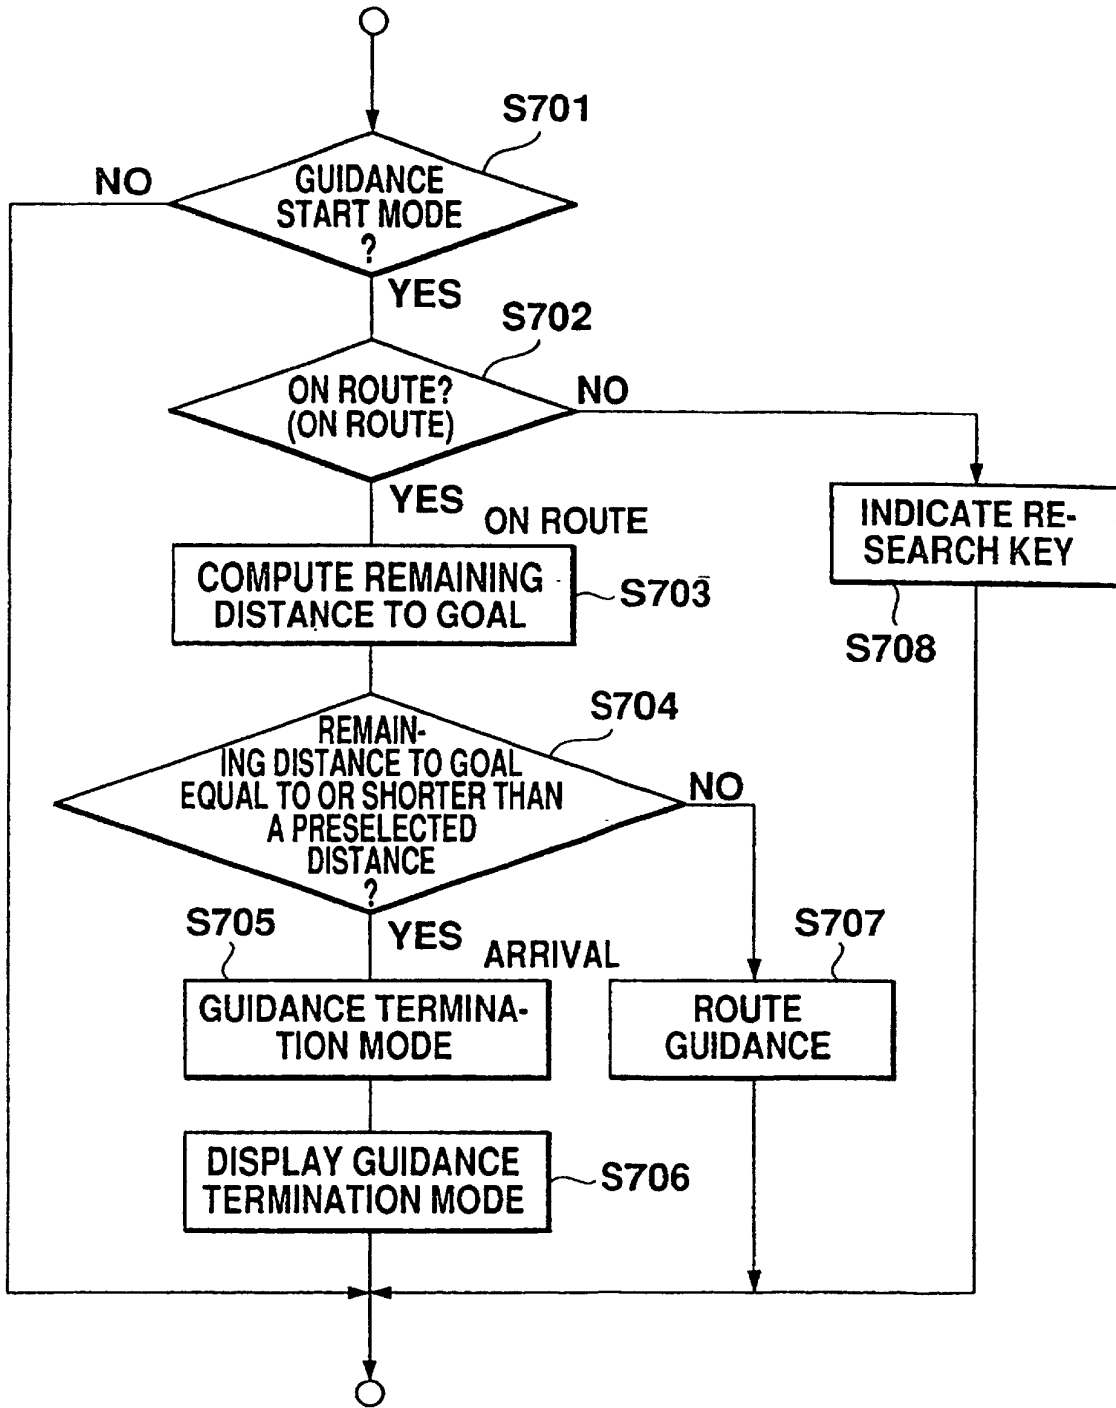 S701
NO
GUIDANCE
START MODE
?
YES
S702
ON ROUTE?
(ON ROUTE)
NO
YES
ON ROUTE
INDICATE RE-
SEARCH KEY
S708
COMPUTE REMAINING
DISTANCE TO GOAL
S703
S704
REMAIN-
ING DISTANCE TO GOAL
EQUAL TO OR SHORTER THAN
A PRESELECTED
DISTANCE
?
NO
YES
S705
ARRIVAL
S707
GUIDANCE TERMINA-
TION MODE
ROUTE
GUIDANCE
DISPLAY GUIDANCE
TERMINATION MODE
S706